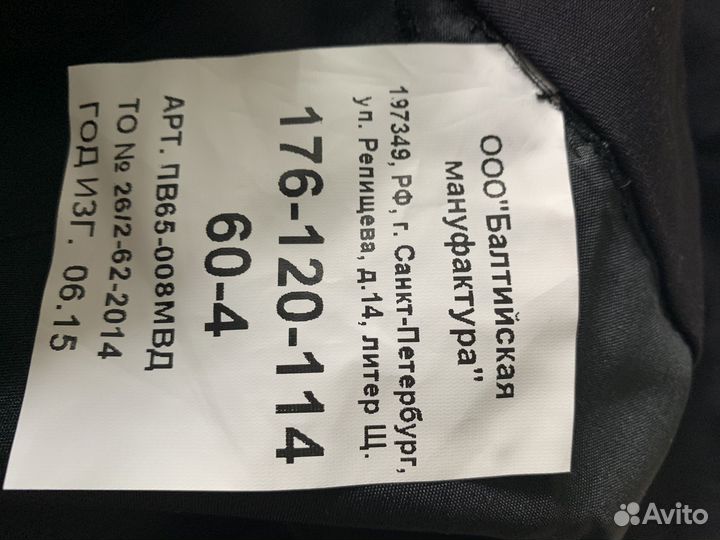 ООО"Балтийская
мануфактура"
197349, РФ, г. Санкт-Петербург,
ул. Репищева, д.14, литер Щ.
176-120-114
60-4
АРТ. ПВ65-008МВД
ТО № 26/2-62-2014
ГОД ИЗГ. 06.15
Avito